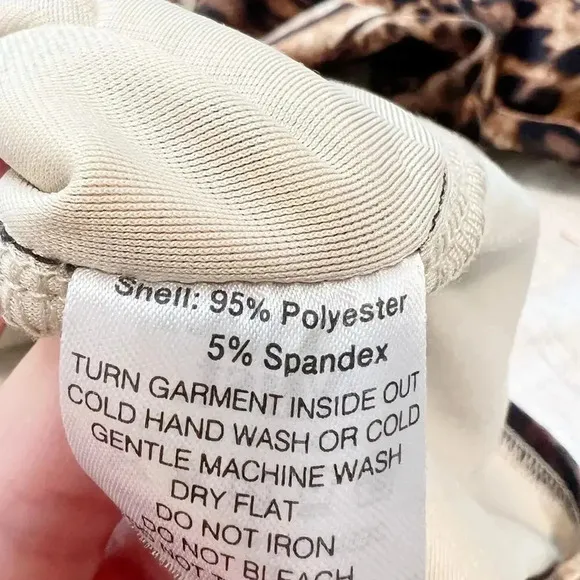 Shell: 95% Polyester
5% Spandex
TURN GARMENT INSIDE OUT
COLD HAND WASH OR COLD
GENTLE MACHINE WASH
DRY FLAT
DO NOT IRON
DO NOT BLEACH
NOT